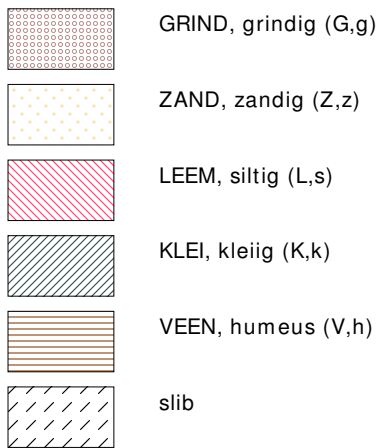 GRIND, grindig (G,g)
ZAND, zandig (Z,z)
LEEM, siltig (L,s)
KLEI, kleiig (K,k)
VEEN, humeus (V,h)
slib